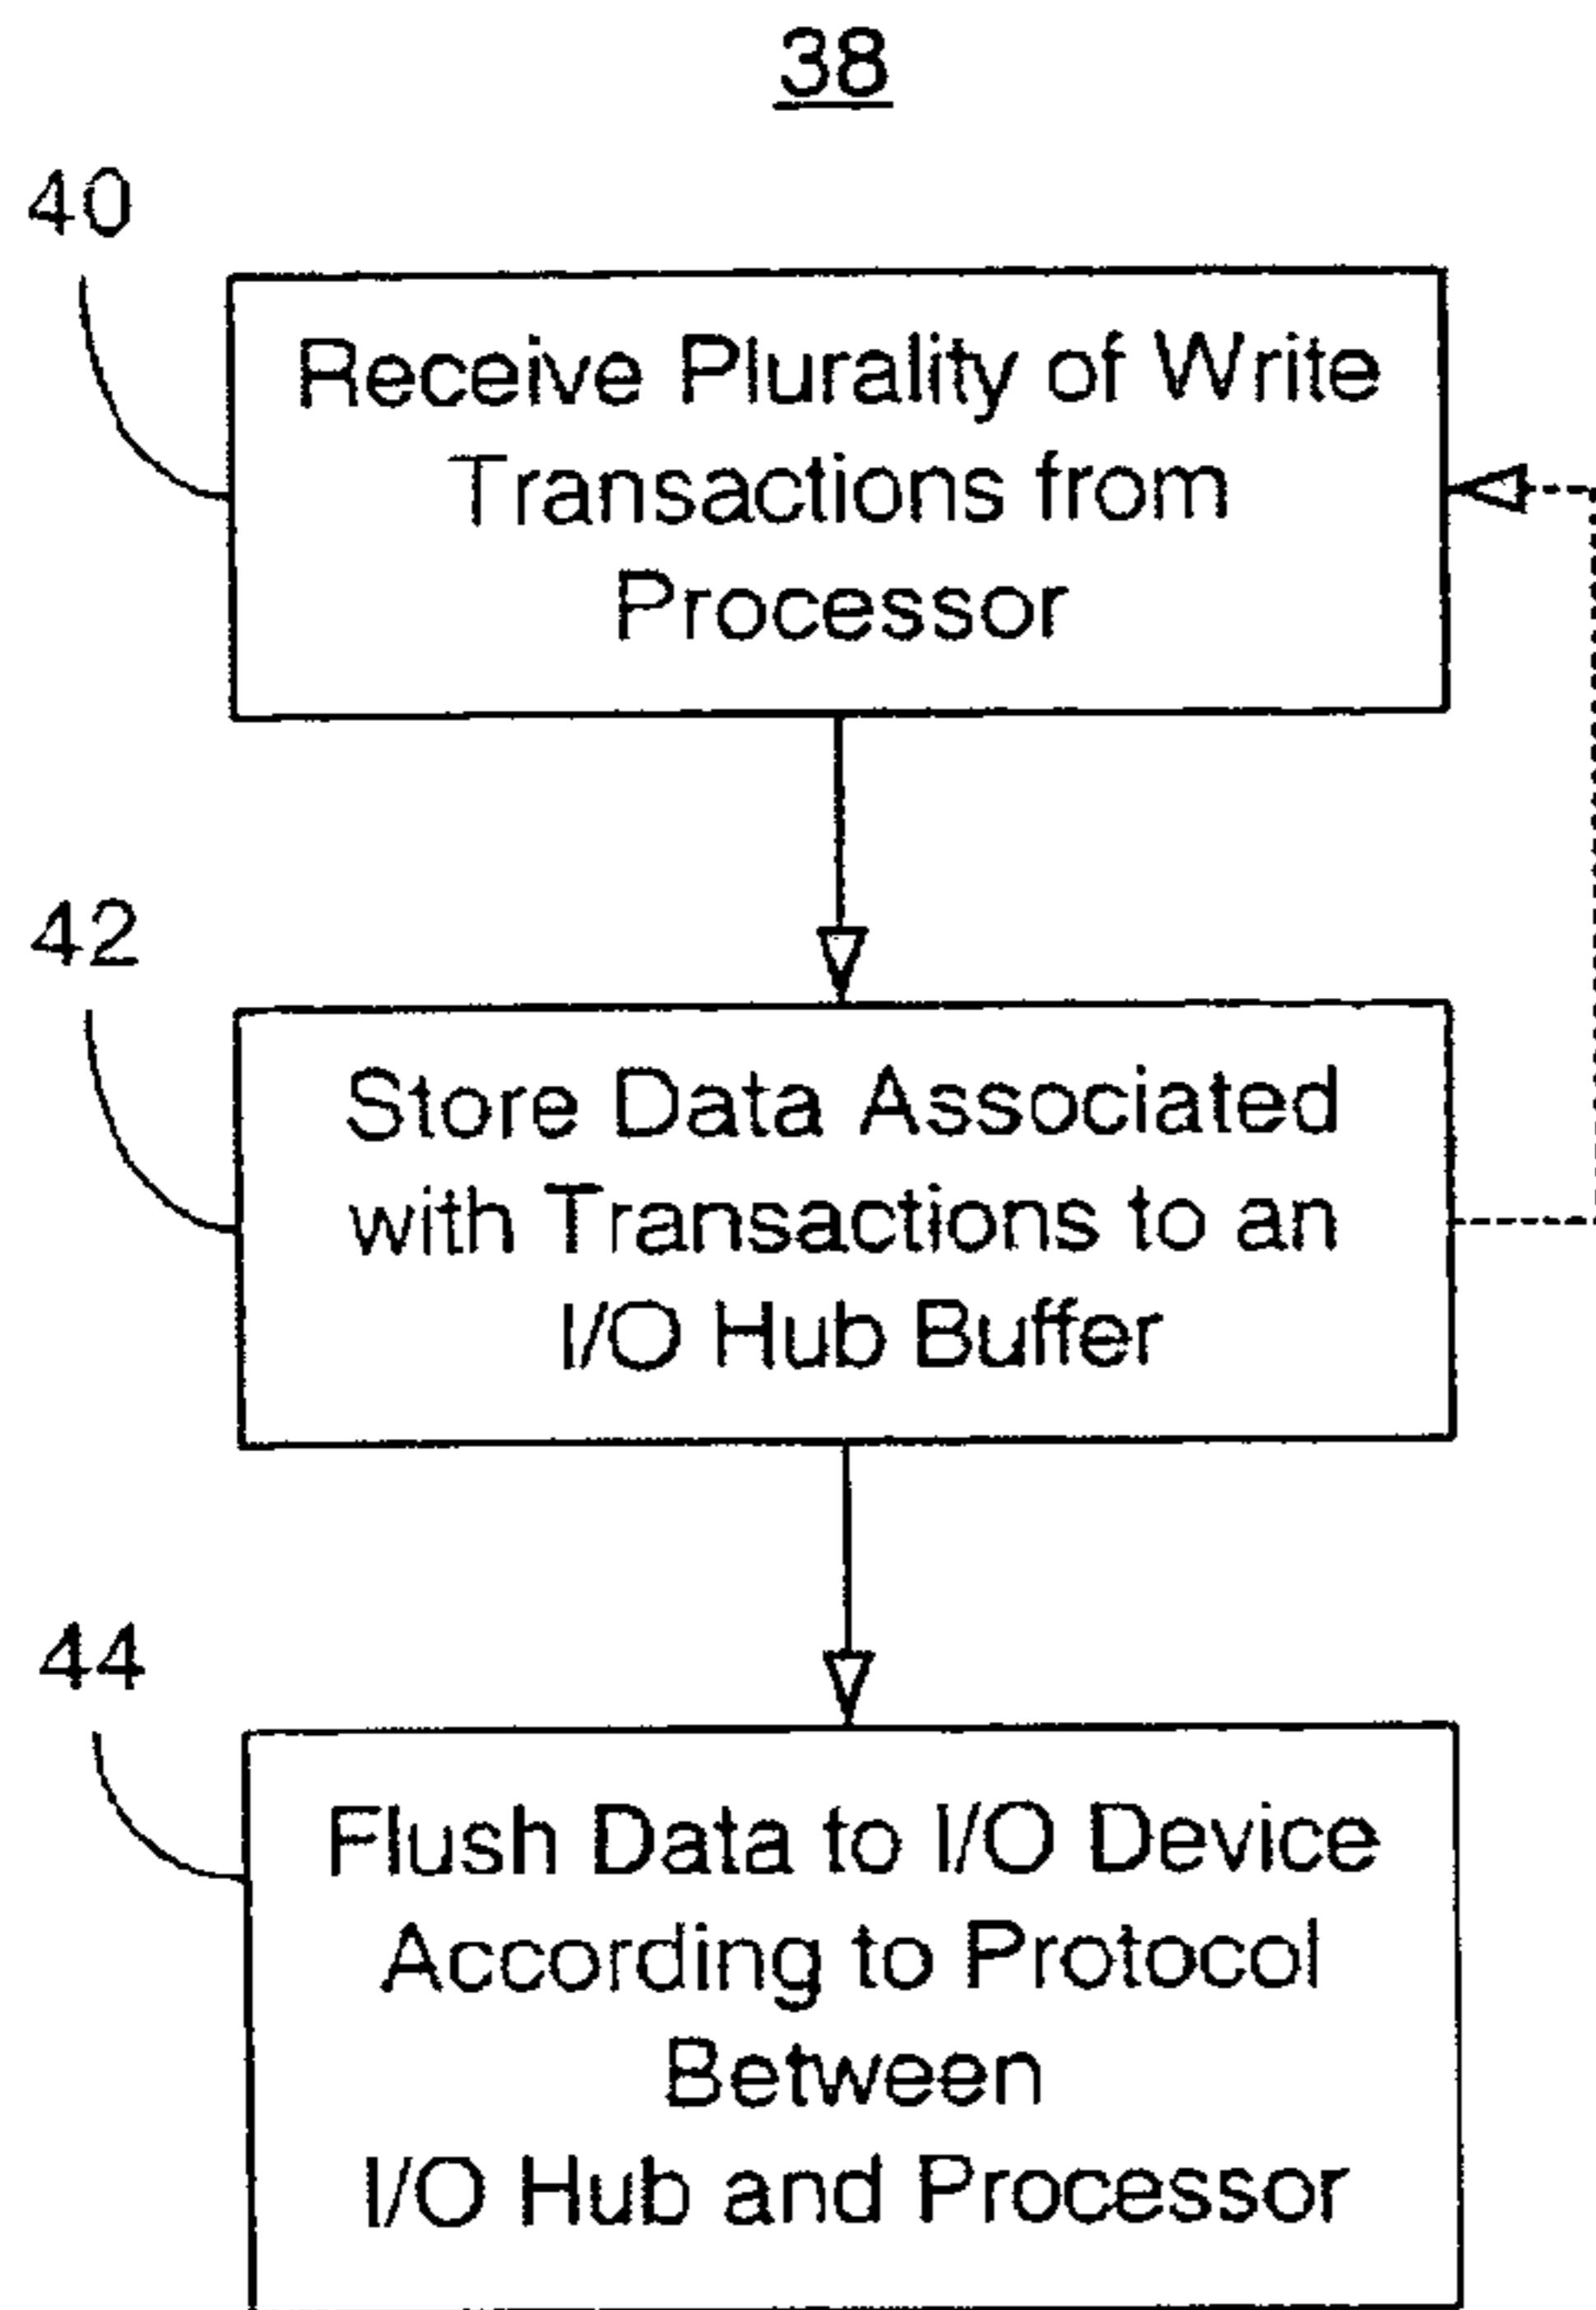 38
40
Receive Plurality of Write
Transactions from
Processor
42
Store Data Associated
with Transactions to an
I/O Hub Buffer
44
Flush Data to I/O Device
According to Protocol
Between
I/O Hub and Processor